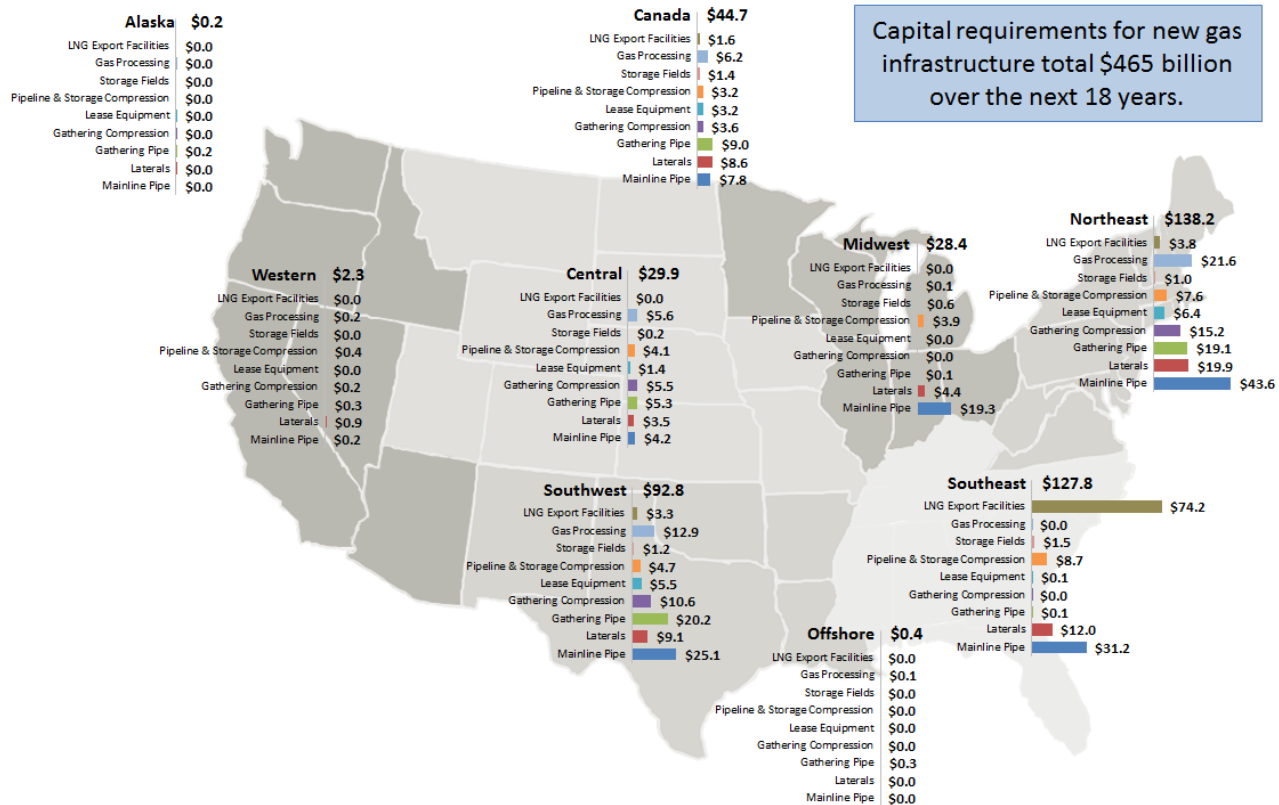 Capital requirements for new gas
infrastructure total $465 billion
over the next 18 years.
Alaska $0.2
LNG Export Facilities $0.0
Gas Processing $0.0
Storage Fields $0.0
Pipeline & Storage Compression $0.0
Lease Equipment $0.0
Gathering Compression $0.0
Gathering Pipe $0.2
Laterals $0.0
Mainline Pipe $0.0
Canada $44.7
LNG Export Facilities $1.6
Gas Processing $6.2
Storage Fields $1.4
Pipeline & Storage Compression $3.2
Lease Equipment $3.2
Gathering Compression $3.6
Gathering Pipe $9.0
Laterals $8.6
Mainline Pipe $7.8
Western $2.3
LNG Export Facilities $0.0
Gas Processing $0.2
Storage Fields $0.0
Pipeline & Storage Compression $0.4
Lease Equipment $0.0
Gathering Compression $0.2
Gathering Pipe $0.3
Laterals $0.9
Mainline Pipe $0.2
Central $29.9
LNG Export Facilities $0.0
Gas Processing $5.6
Storage Fields $0.2
Pipeline & Storage Compression $4.1
Lease Equipment $1.4
Gathering Compression $5.5
Gathering Pipe $5.3
Laterals $3.5
Mainline Pipe $4.2
Midwest $28.4
LNG Export Facilities $0.0
Gas Processing $0.1
Storage Fields $0.6
Pipeline & Storage Compression $3.9
Lease Equipment $0.0
Gathering Compression $0.0
Gathering Pipe $0.1
Laterals $4.4
Mainline Pipe $19.3
Northeast $138.2
LNG Export Facilities $3.8
Gas Processing $21.6
Storage Fields $1.0
Pipeline & Storage Compression $7.6
Lease Equipment $6.4
Gathering Compression $15.2
Gathering Pipe $19.1
Laterals $19.9
Mainline Pipe $43.6
Southwest $92.8
LNG Export Facilities $3.3
Gas Processing $12.9
Storage Fields $1.2
Pipeline & Storage Compression $4.7
Lease Equipment $5.5
Gathering Compression $10.6
Gathering Pipe $20.2
Laterals $9.1
Mainline Pipe $25.1
Southeast $127.8
LNG Export Facilities $74.2
Gas Processing $0.0
Storage Fields $1.5
Pipeline & Storage Compression $8.7
Lease Equipment $0.1
Gathering Compression $0.0
Gathering Pipe $0.1
Laterals $12.0
Mainline Pipe $31.2
Offshore $0.4
LNG Export Facilities $0.0
Gas Processing $0.1
Storage Fields $0.0
Pipeline & Storage Compression $0.0
Lease Equipment $0.0
Gathering Compression $0.0
Gathering Pipe $0.3
Laterals $0.0
Mainline Pipe $0.0